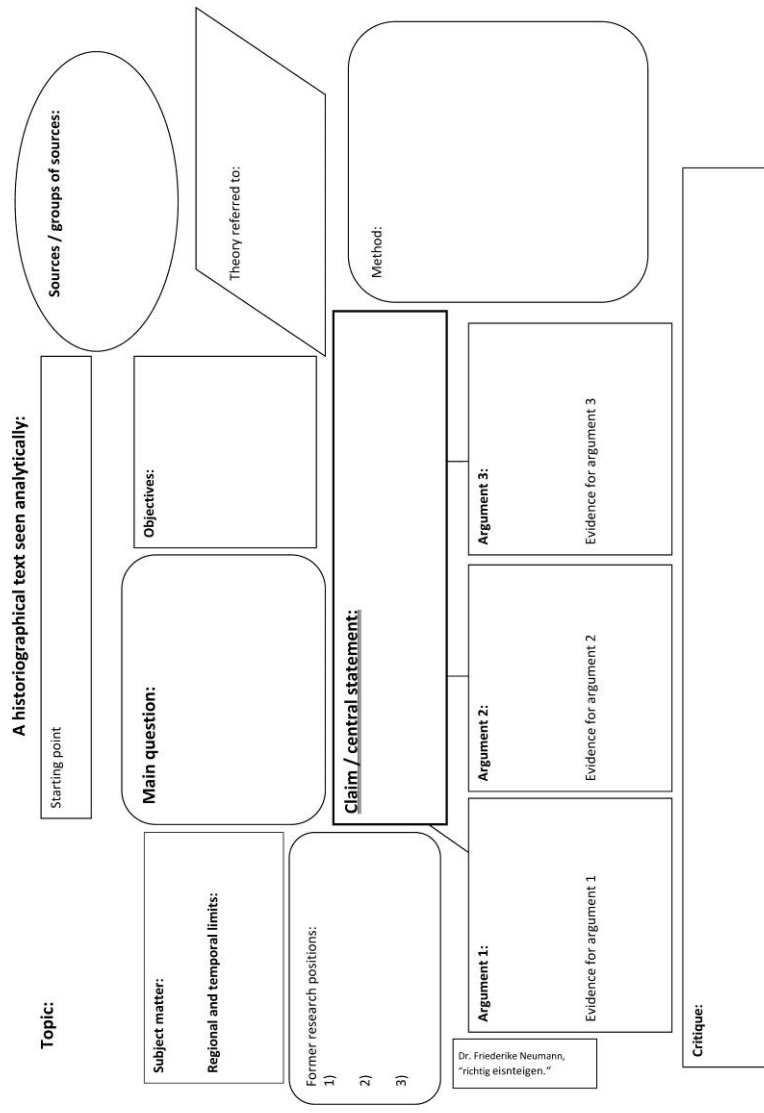 A historiographical text seen analytically:
Topic:
Starting point
Sources / groups of sources:
Subject matter:
Regional and temporal limits:
Main question:
Objectives:
Theory referred to:
Former research positions:
1)
2)
3)
Claim / central statement:
Method:
Argument 1:
Evidence for argument 1
Argument 2:
Evidence for argument 2
Argument 3:
Evidence for argument 3
Dr. Friederike Neumann,
“richtig eisnteigen.“
Critique: